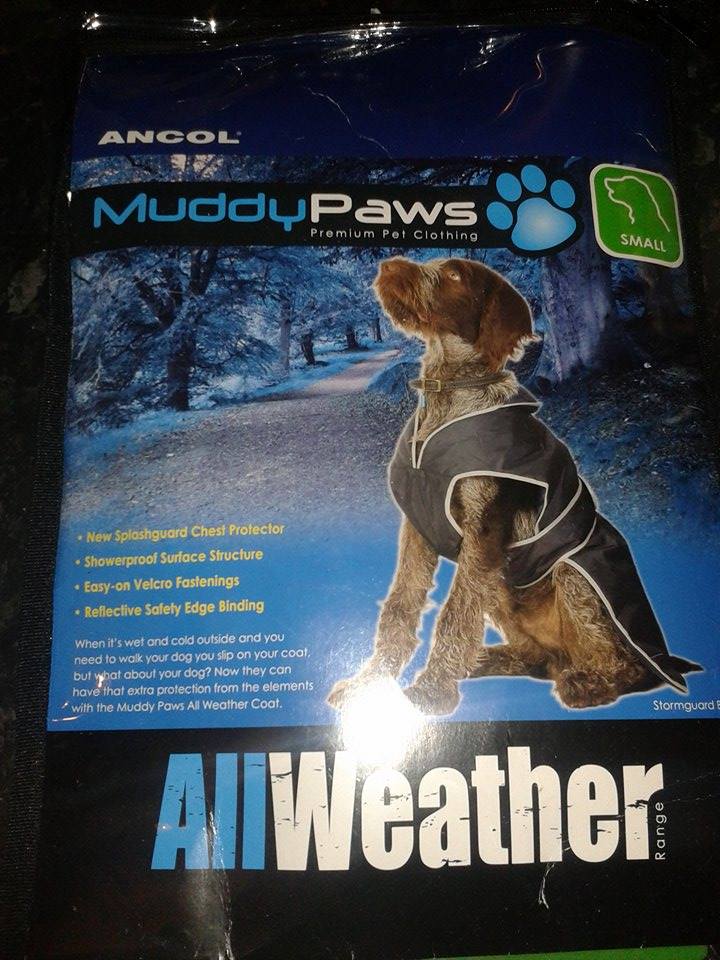 ANCOL
MuddyPaws
Premium Pet Clothing
SMALL
• New Splashguard Chest Protector
• Showerproof Surface Structure
• Easy-on Velcro Fastenings
• Reflective Safety Edge Binding
When it's wet and cold outside and you
need to walk your dog you slip on your coat,
but what about your dog? Now they can
have that extra protection from the elements
with the Muddy Paws All Weather Coat.
Stormguard
AllWeather
Range